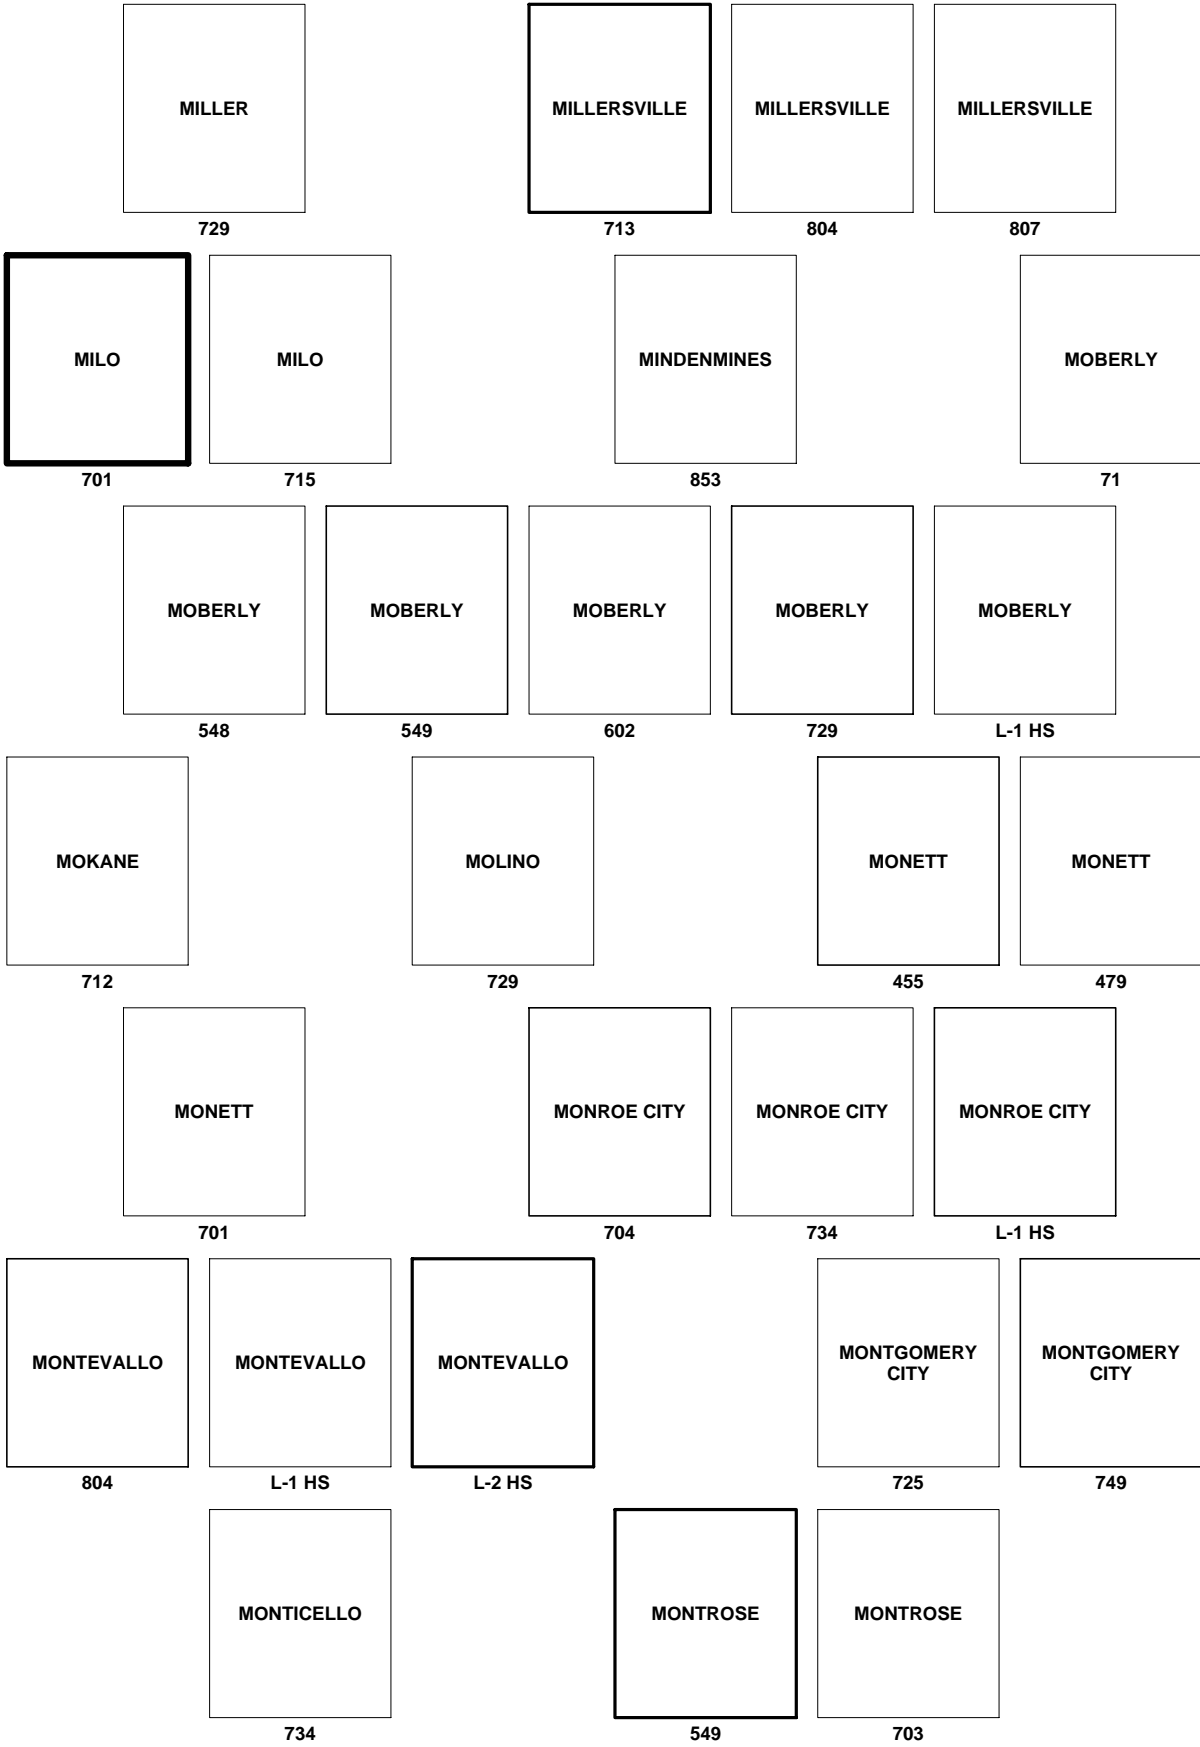 MILLER
MILLERSVILLE
MILLERSVILLE
MILLERSVILLE
729
713
804
807
MILO
MILO
MINDENMINES
MOBERLY
701
715
853
71
MOBERLY
MOBERLY
MOBERLY
MOBERLY
MOBERLY
548
549
602
729
L-1 HS
MOKANE
MOLINO
MONETT
MONETT
712
729
455
479
MONETT
MONROE CITY
MONROE CITY
MONROE CITY
701
704
734
L-1 HS
MONTEVALLO
MONTEVALLO
MONTEVALLO
MONTGOMERY
CITY
MONTGOMERY
CITY
804
L-1 HS
L-2 HS
725
749
MONTICELLO
MONTROSE
MONTROSE
734
549
703